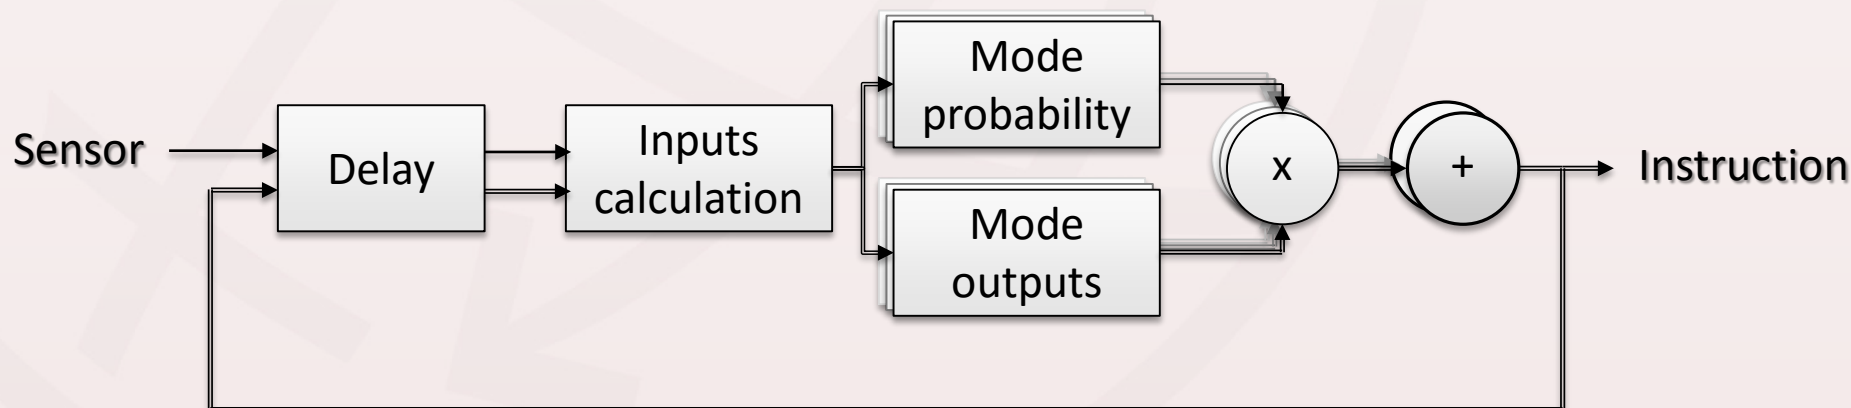 Sensor
Delay
Inputs
calculation
Mode
probability
Mode
outputs
x
+
Instruction